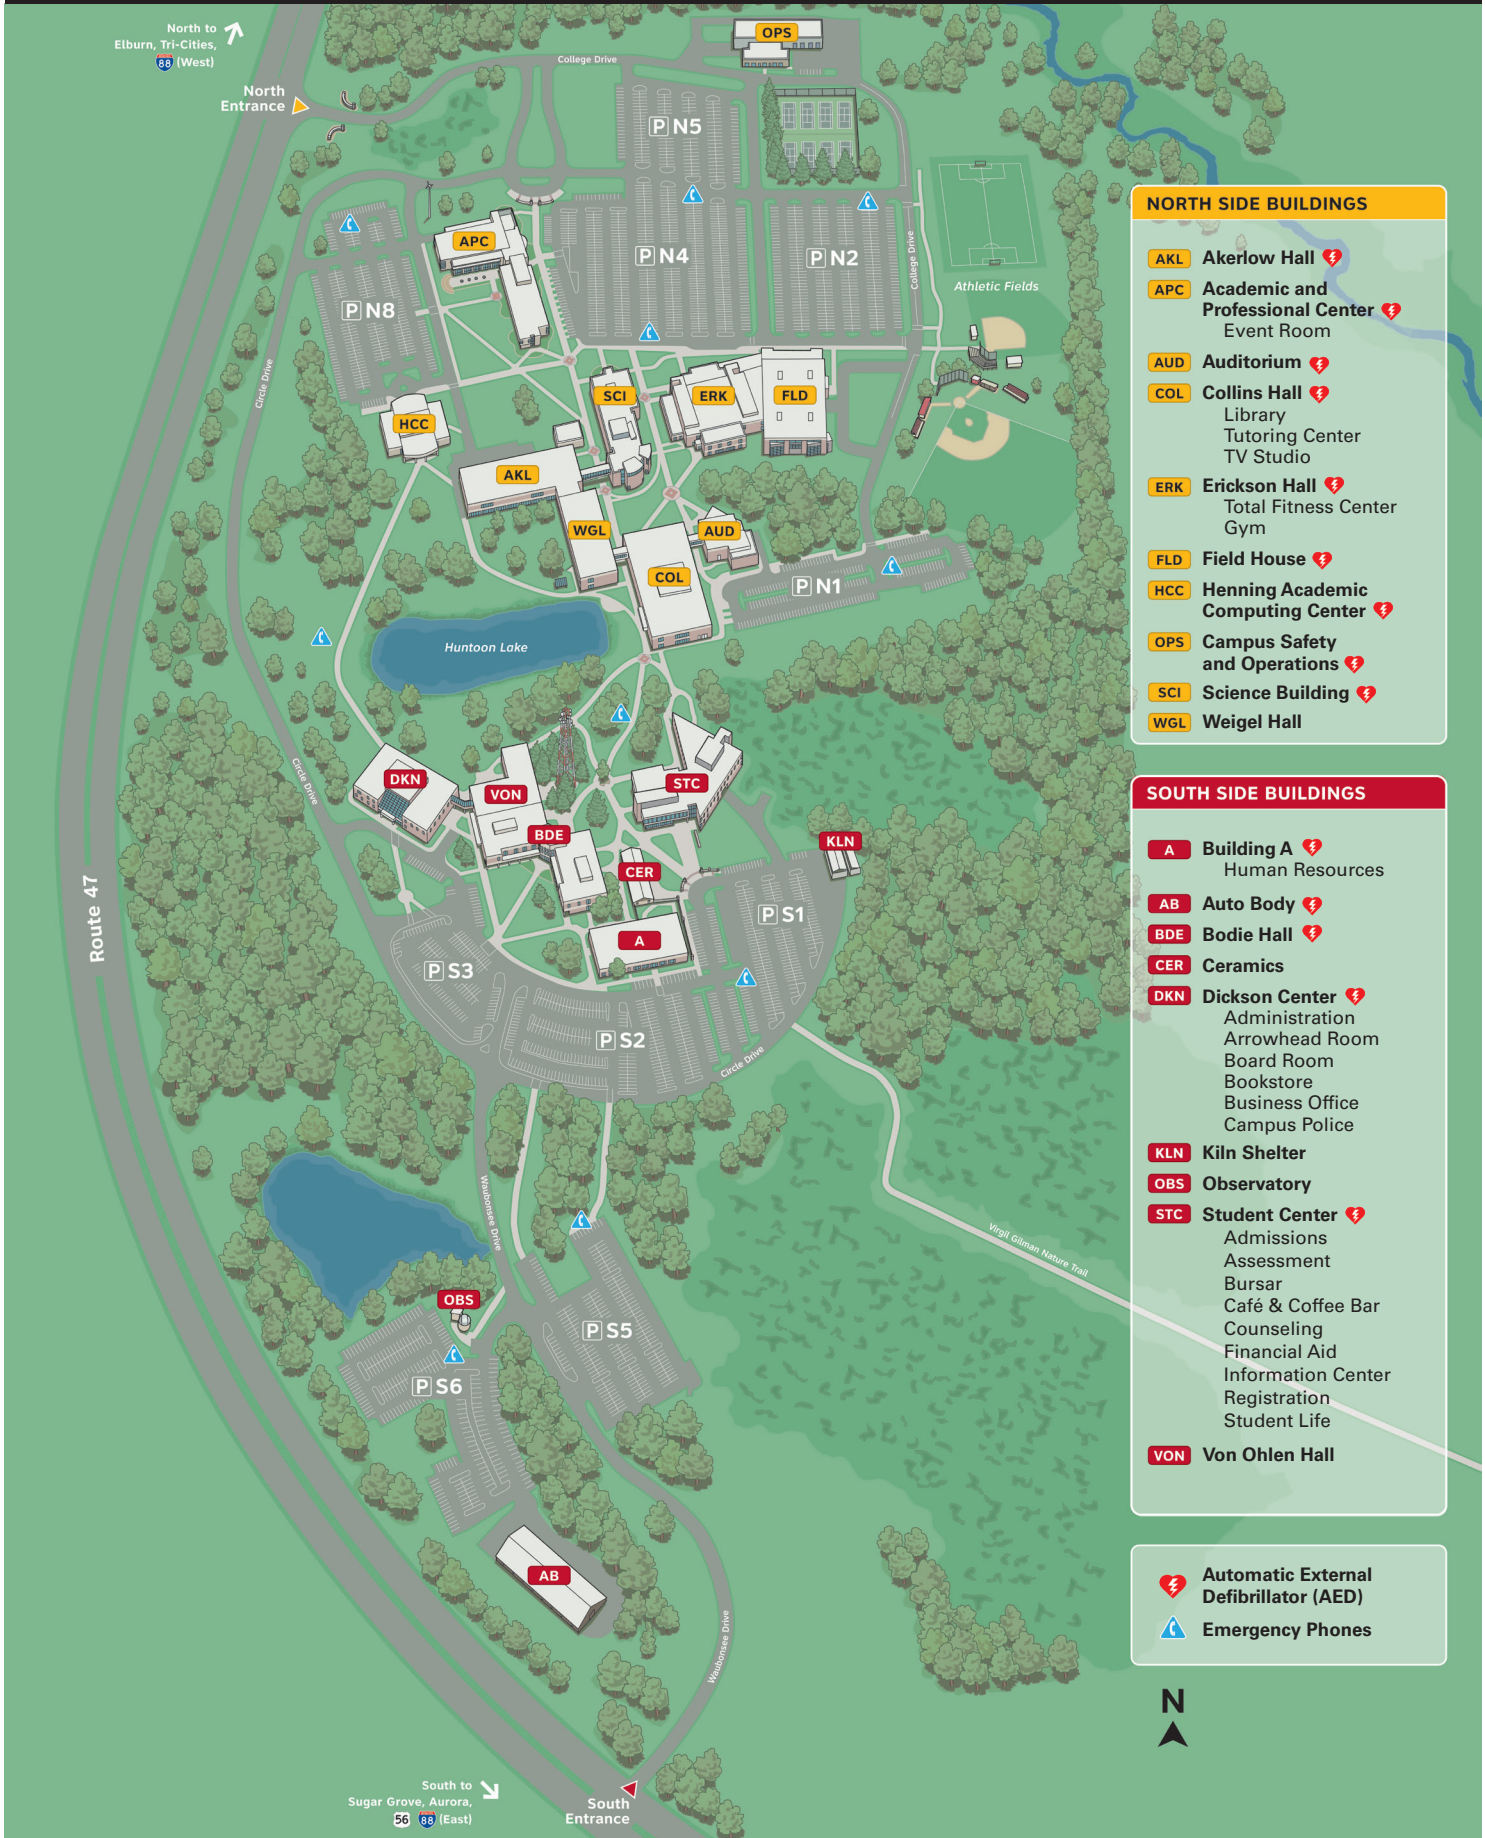 North to
Elburn, Tri-Cities,
88 (West)
North
Entrance
College Drive
OPS
P N5
P N4
P N2
College Drive
Athletic Fields
APC
P N8
Circle Drive
HCC
SCI
ERK
FLD
AKL
WGL
AUD
COL
P N1
Huntoon Lake
Circle Drive
DKN
VON
BDE
STC
KLN
CER
A
P S1
P S3
P S2
Circle Drive
Route 47
Waubonsee Drive
Virgil Gilman Nature Trail
OBS
P S5
P S6
AB
Waubonsee Drive
South to
Sugar Grove, Aurora,
56 88 (East)
South
Entrance
NORTH SIDE BUILDINGS
AKL Akerlow Hall
APC Academic and
Professional Center
Event Room
AUD Auditorium
COL Collins Hall
Library
Tutoring Center
TV Studio
ERK Erickson Hall
Total Fitness Center
Gym
FLD Field House
HCC Henning Academic
Computing Center
OPS Campus Safety
and Operations
SCI Science Building
WGL Weigel Hall
SOUTH SIDE BUILDINGS
A Building A
Human Resources
AB Auto Body
BDE Bodie Hall
CER Ceramics
DKN Dickson Center
Administration
Arrowhead Room
Board Room
Bookstore
Business Office
Campus Police
KLN Kiln Shelter
OBS Observatory
STC Student Center
Admissions
Assessment
Bursar
Café & Coffee Bar
Counseling
Financial Aid
Information Center
Registration
Student Life
VON Von Ohlen Hall
Automatic External
Defibrillator (AED)
Emergency Phones
N